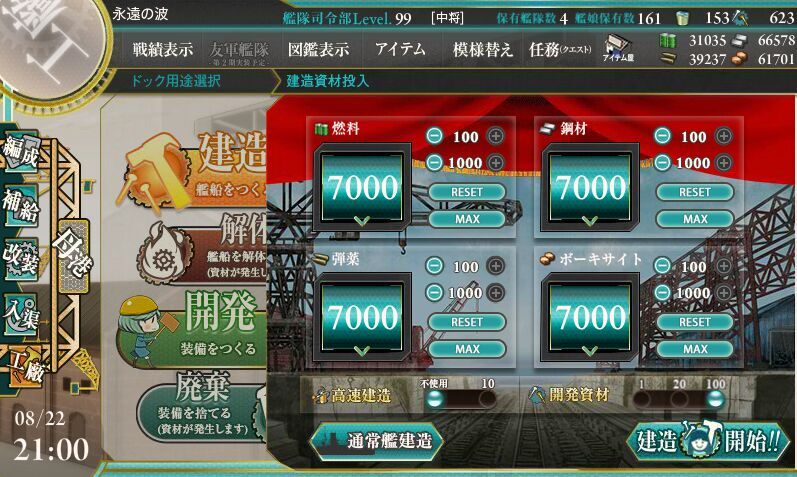 永遠の波
艦隊司令部Level. 99 [中将]
保有艦隊数 4 艦娘保有数 161
153
623
戦績表示
友軍艦隊
-第2期実装予定-
図鑑表示
アイテム
模様替え
任務(クエスト)
アイテム屋
31035 66578
39237 61701
ドック用途選択
建造資材投入
編成
補給
改装
入渠
工廠
母港
建造
艦船をつく
解体
艦船を解体
(資材が発生し
開発
装備をつくる
廃棄
装備を捨てる
(資材が発生します)
燃料
7000
100
1000
RESET
MAX
鋼材
7000
100
1000
RESET
MAX
弾薬
7000
100
1000
RESET
MAX
ボーキサイト
7000
100
1000
RESET
MAX
高速建造
不使用 10
開発資材
1 20 100
通常艦建造
建造 開始!!
08/22
21:00